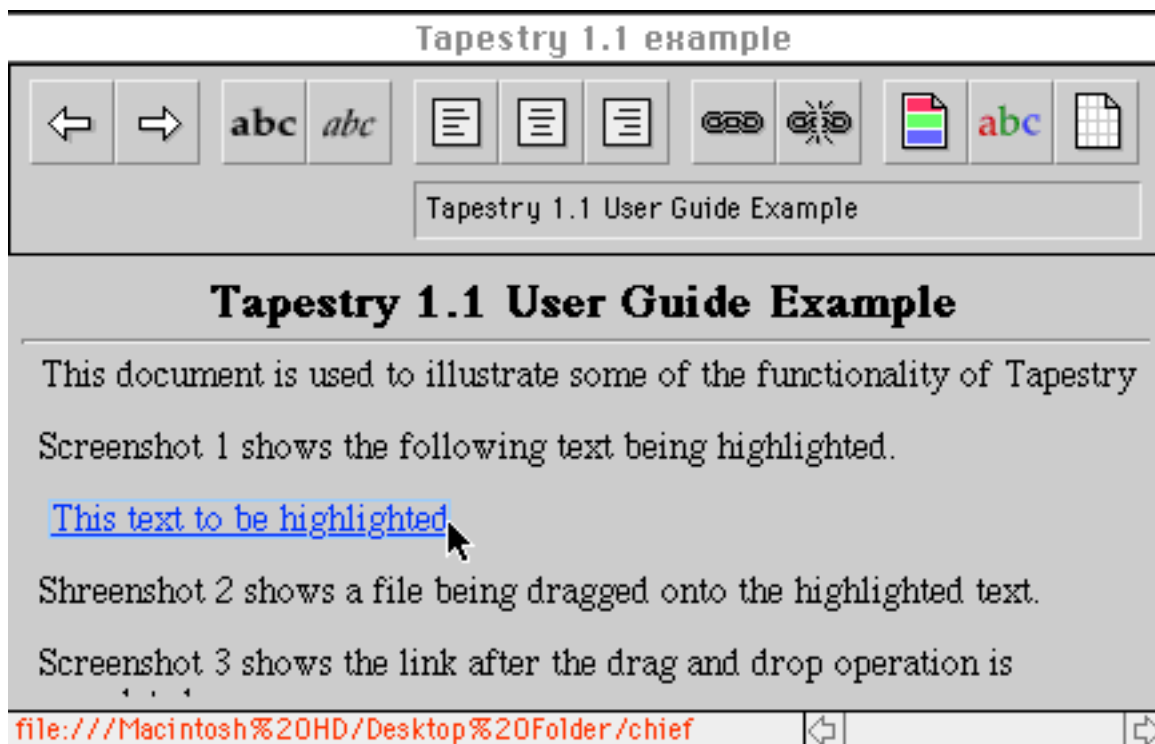 Tapestry 1.1 example
abc abc abc
Tapestry 1.1 User Guide Example
Tapestry 1.1 User Guide Example
This document is used to illustrate some of the functionality of Tapestry
Screenshot 1 shows the following text being highlighted.
This text to be highlighted
Shreenshot 2 shows a file being dragged onto the highlighted text.
Screenshot 3 shows the link after the drag and drop operation is
file:///Macintosh%20HD/Desktop%20Folder/chief